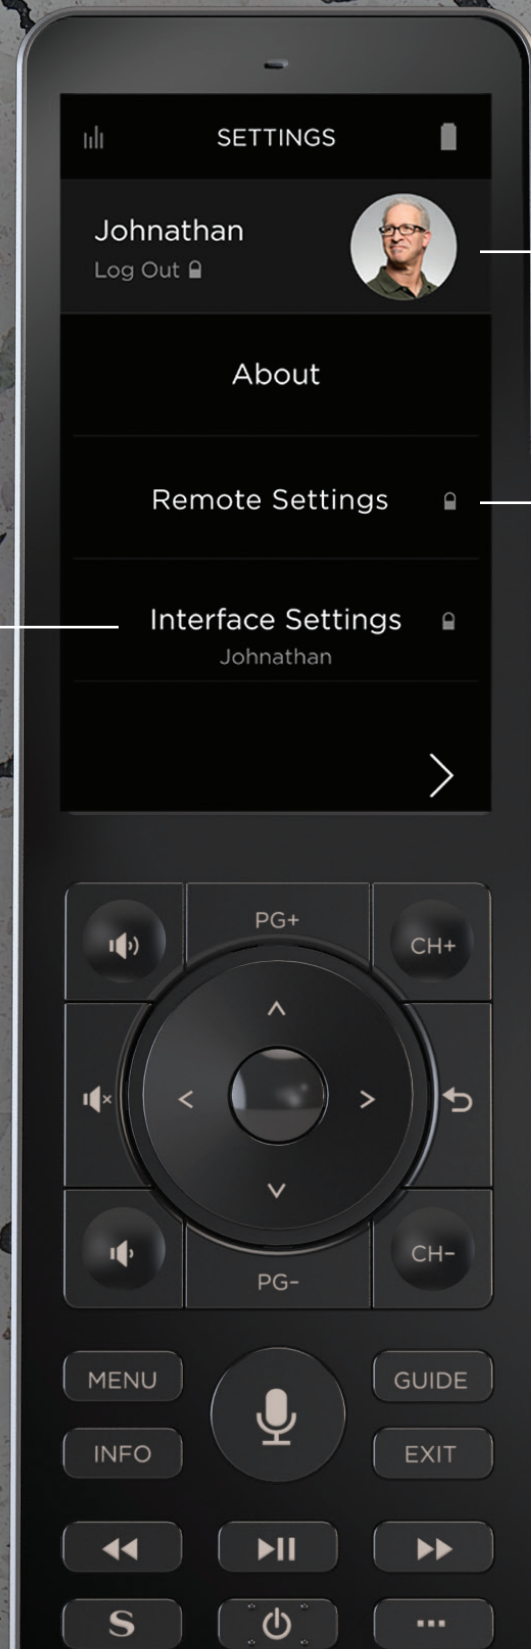 SETTINGS
Johnathan
Log Out
About
Remote Settings
Interface Settings
Johnathan
PG+
CH+
PG-
CH-
MENU
GUIDE
INFO
EXIT
S